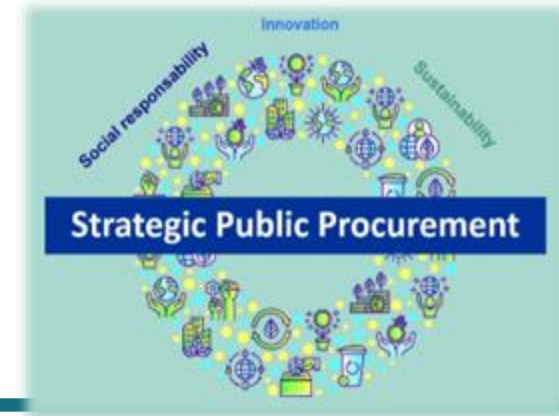 Innovation
Social responsability
Sustainability
Strategic Public Procurement